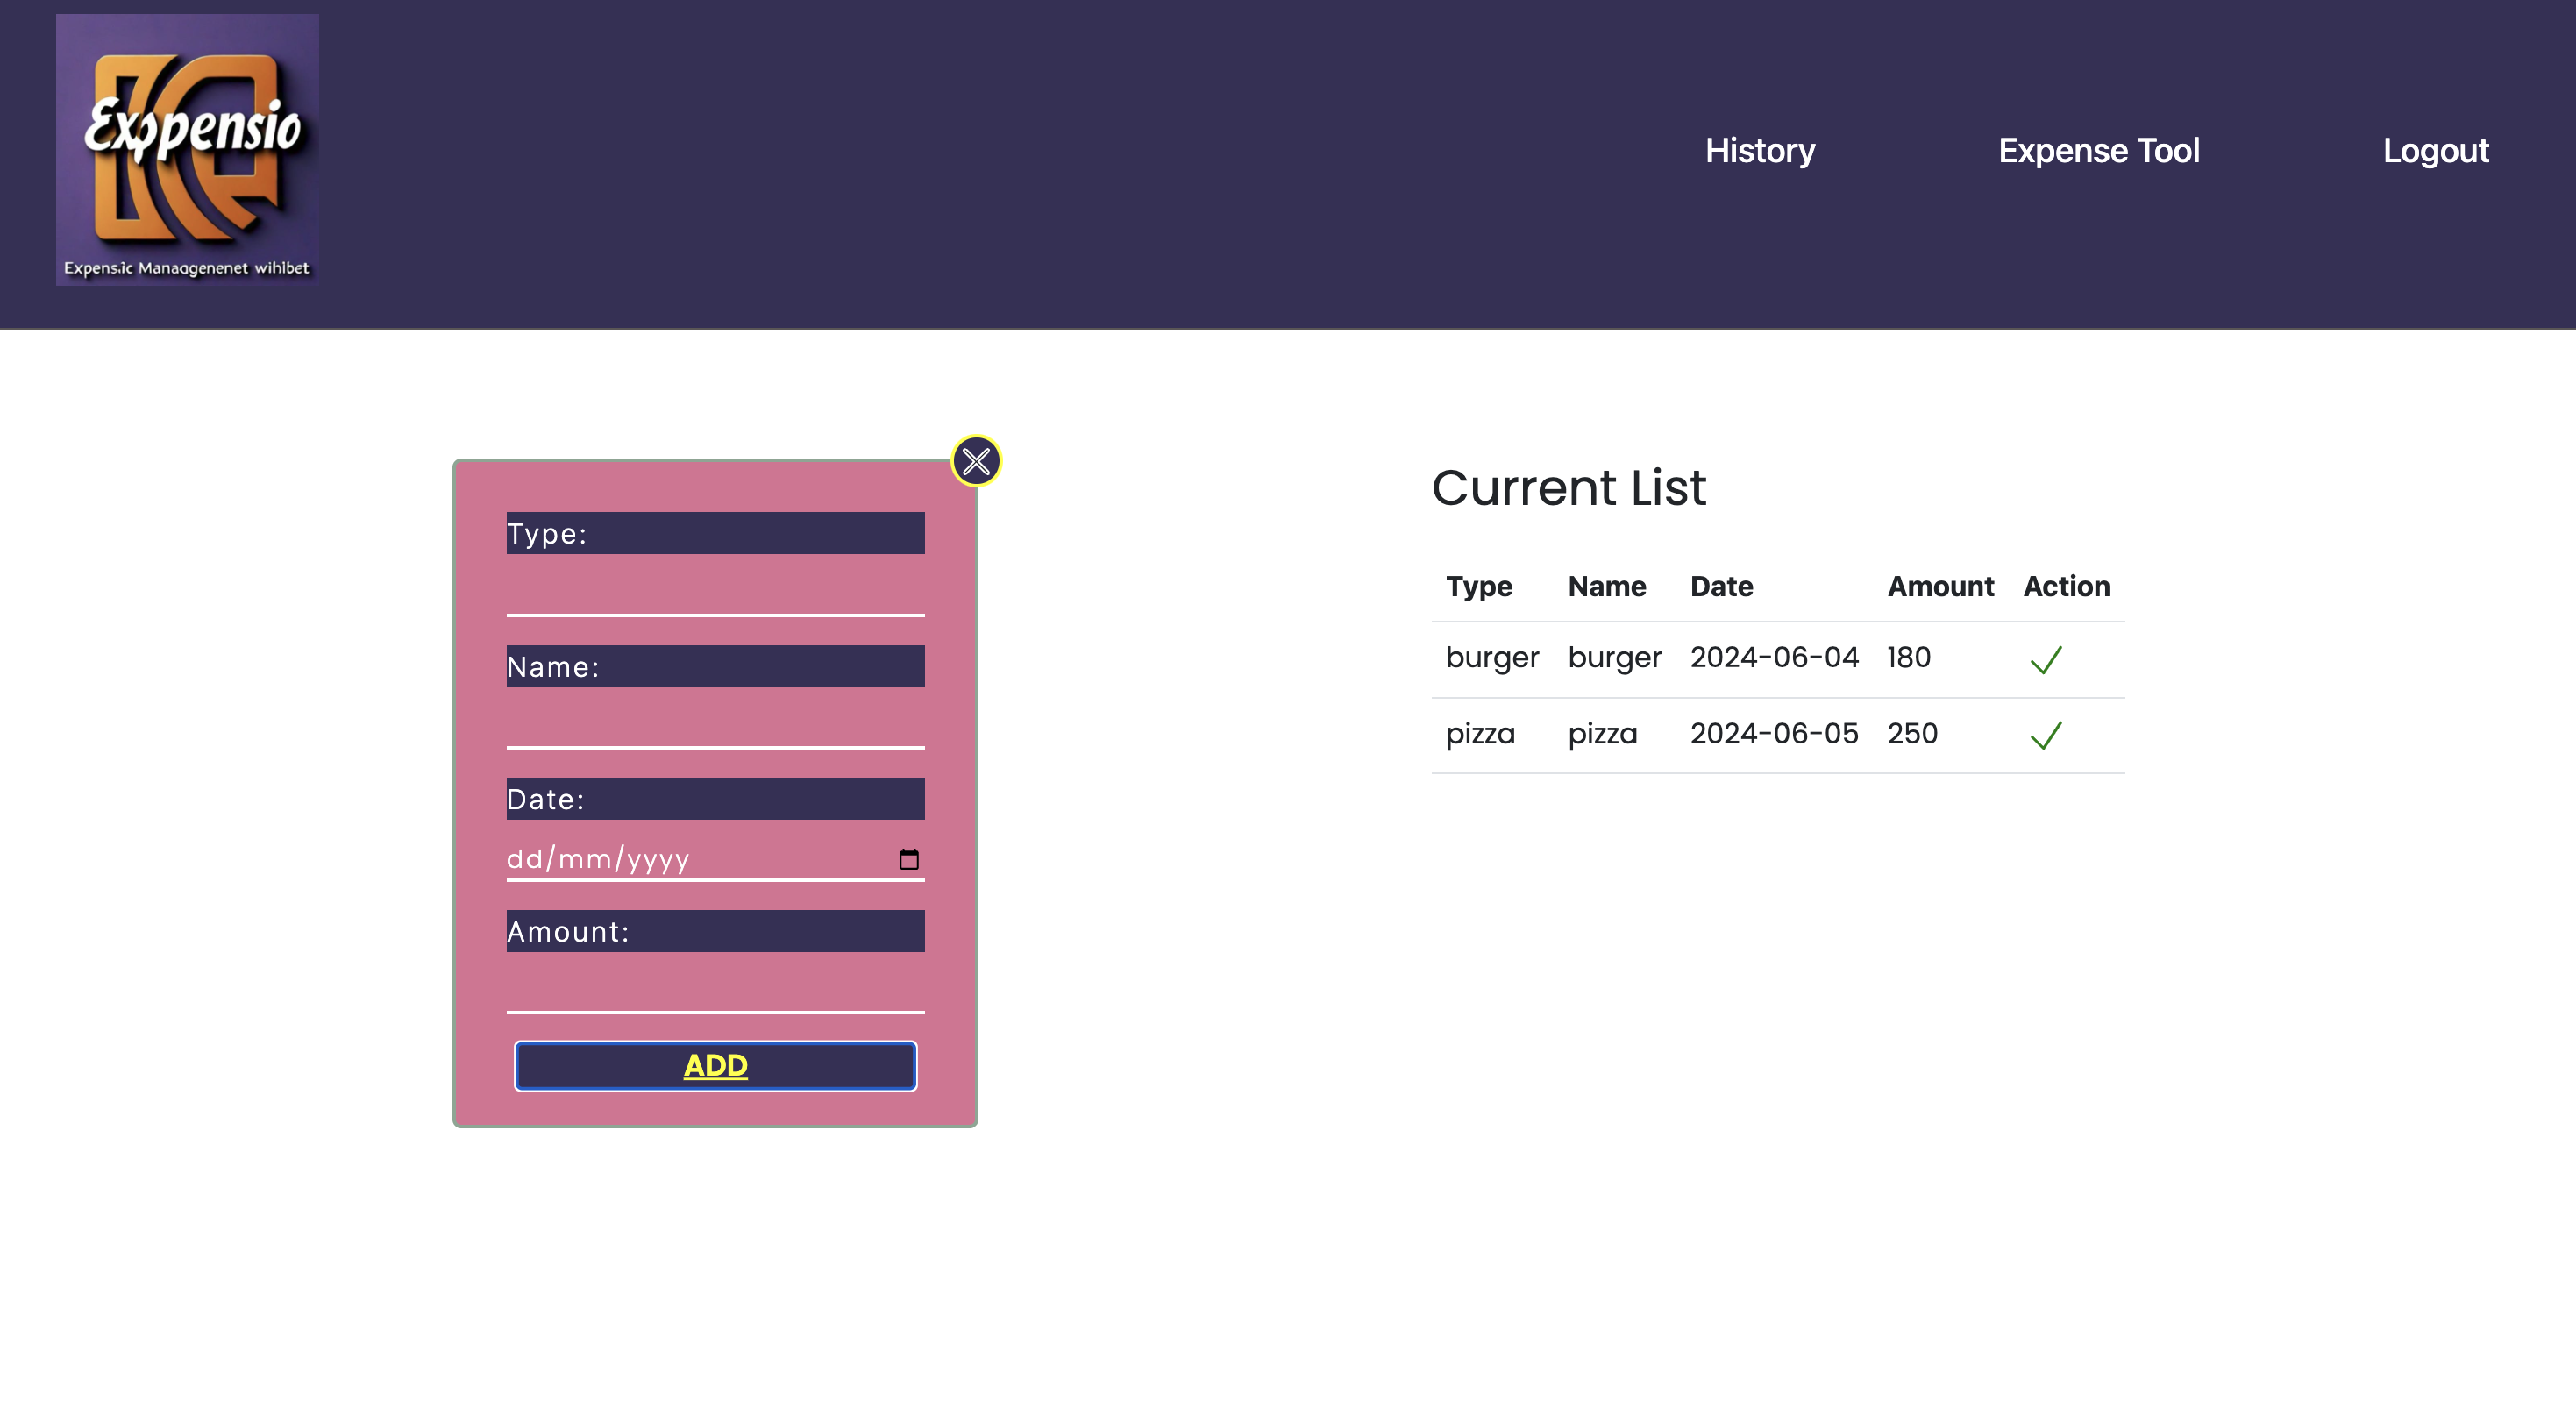 Exppensio
Expensic Manaagenenet wihlbet
History Expense Tool Logout
Type:
Name:
Date:
dd/mm/yyyy
Amount:
ADD
Current List
Type Name Date Amount Action
burger burger 2024-06-04 180
pizza pizza 2024-06-05 250